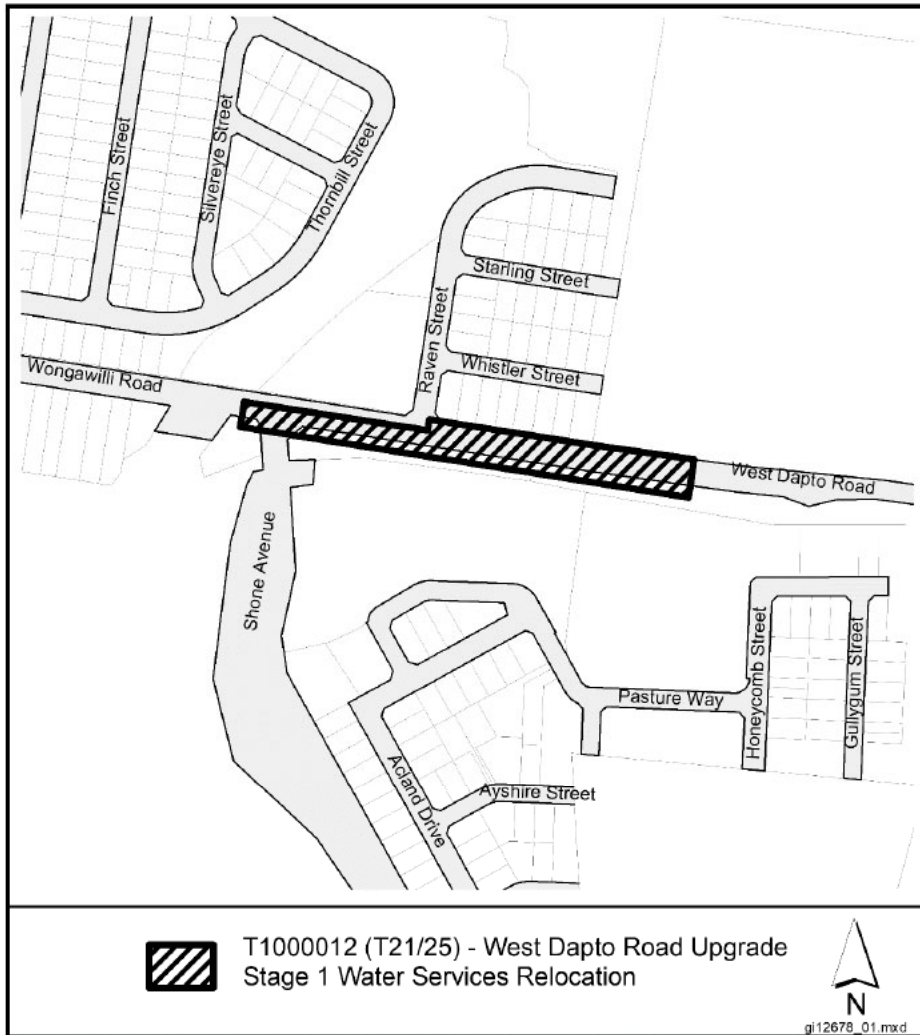 Finch Street
Silvereye Street
Thornbill Street
Starling Street
Raven Street
Whistler Street
Wongawilli Road
West Dapto Road
Shone Avenue
Pasture Way
Honeycomb Street
Gullygum Street
Acland Drive
Ayshire Street
T1000012 (T21/25) - West Dapto Road Upgrade
Stage 1 Water Services Relocation
N
gi12678_01.mxd